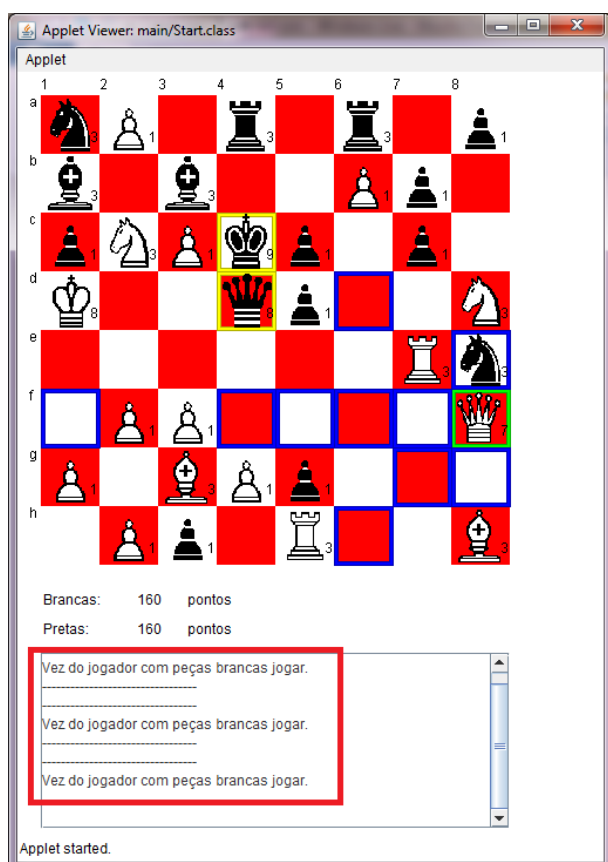 Applet Viewer: main/Start.class
Applet
1 2 3 4 5 6 7 8
a 3 1 3 3 1
b 3 3 1 1
c 1 3 1 9 1 1
d 8 8 1 3
e 3 3
f 1 1 7
g 1 3 1 1
h 1 1 3 3
Brancas: 160 pontos
Pretas: 160 pontos
Vez do jogador com peças brancas jogar.
----------------------------------
----------------------------------
Vez do jogador com peças brancas jogar.
----------------------------------
----------------------------------
Vez do jogador com peças brancas jogar.
Applet started.